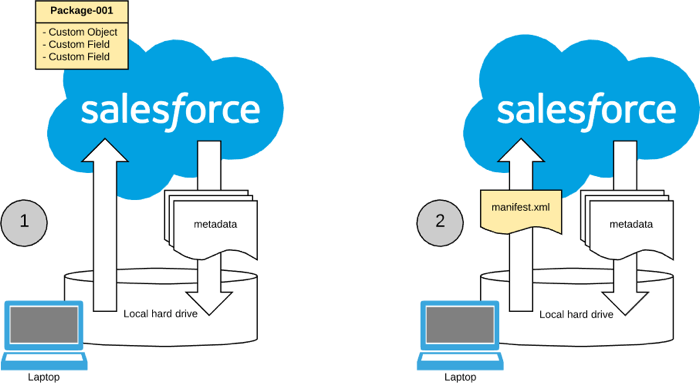 Package-001
- Custom Object
- Custom Field
- Custom Field
salesforce
1
metadata
Local hard drive
Laptop
salesforce
2
manifest.xml
metadata
Local hard drive
Laptop